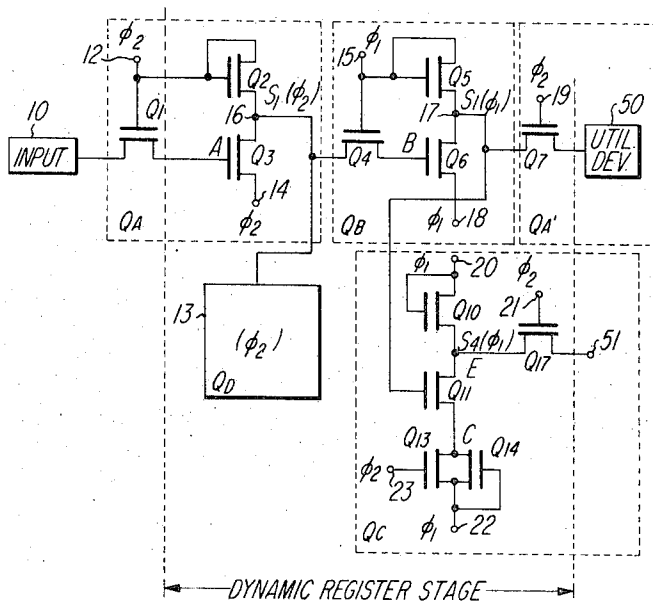 12
ϕ2
Q1
10
INPUT
Q2
S1(ϕ2)
16
A
Q3
14
ϕ2
QA
15
ϕ1
Q5
S1(ϕ1)
17
Q4
B
Q6
18
ϕ1
QB
ϕ2
19
Q7
50
UTIL. DEV.
QA'
13
(ϕ2)
QD
ϕ1
20
Q10
ϕ2
21
51
S4(ϕ1)
Q17
E
Q11
Q13
C
Q14
ϕ2
23
ϕ1
22
QC
DYNAMIC REGISTER STAGE